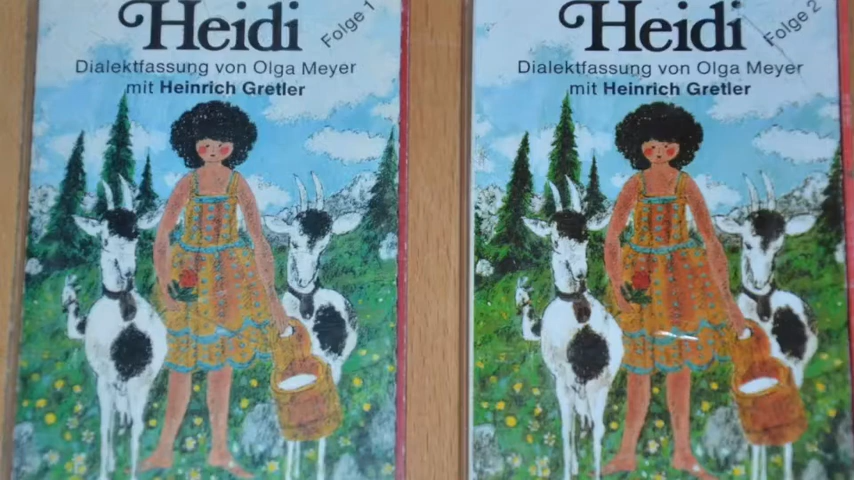 Heidi
Folge 1
Dialektfassung von Olga Meyer
mit Heinrich Gretler
Heidi
Folge 2
Dialektfassung von Olga Meyer
mit Heinrich Gretler